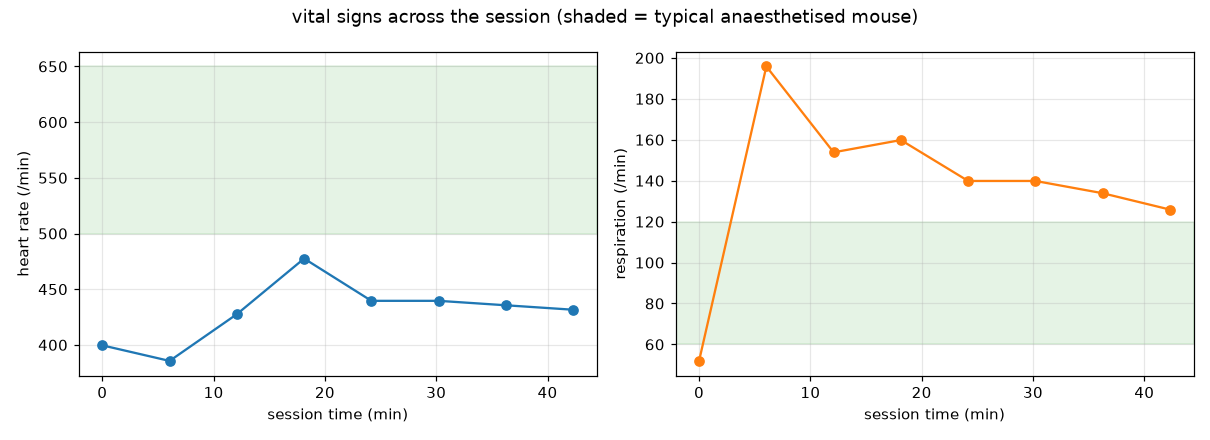 vital signs across the session (shaded = typical anaesthetised mouse)
heart rate (/min)
650
600
550
500
450
400
0 10 20 30 40
session time (min)
respiration (/min)
200
180
160
140
120
100
80
60
0 10 20 30 40
session time (min)